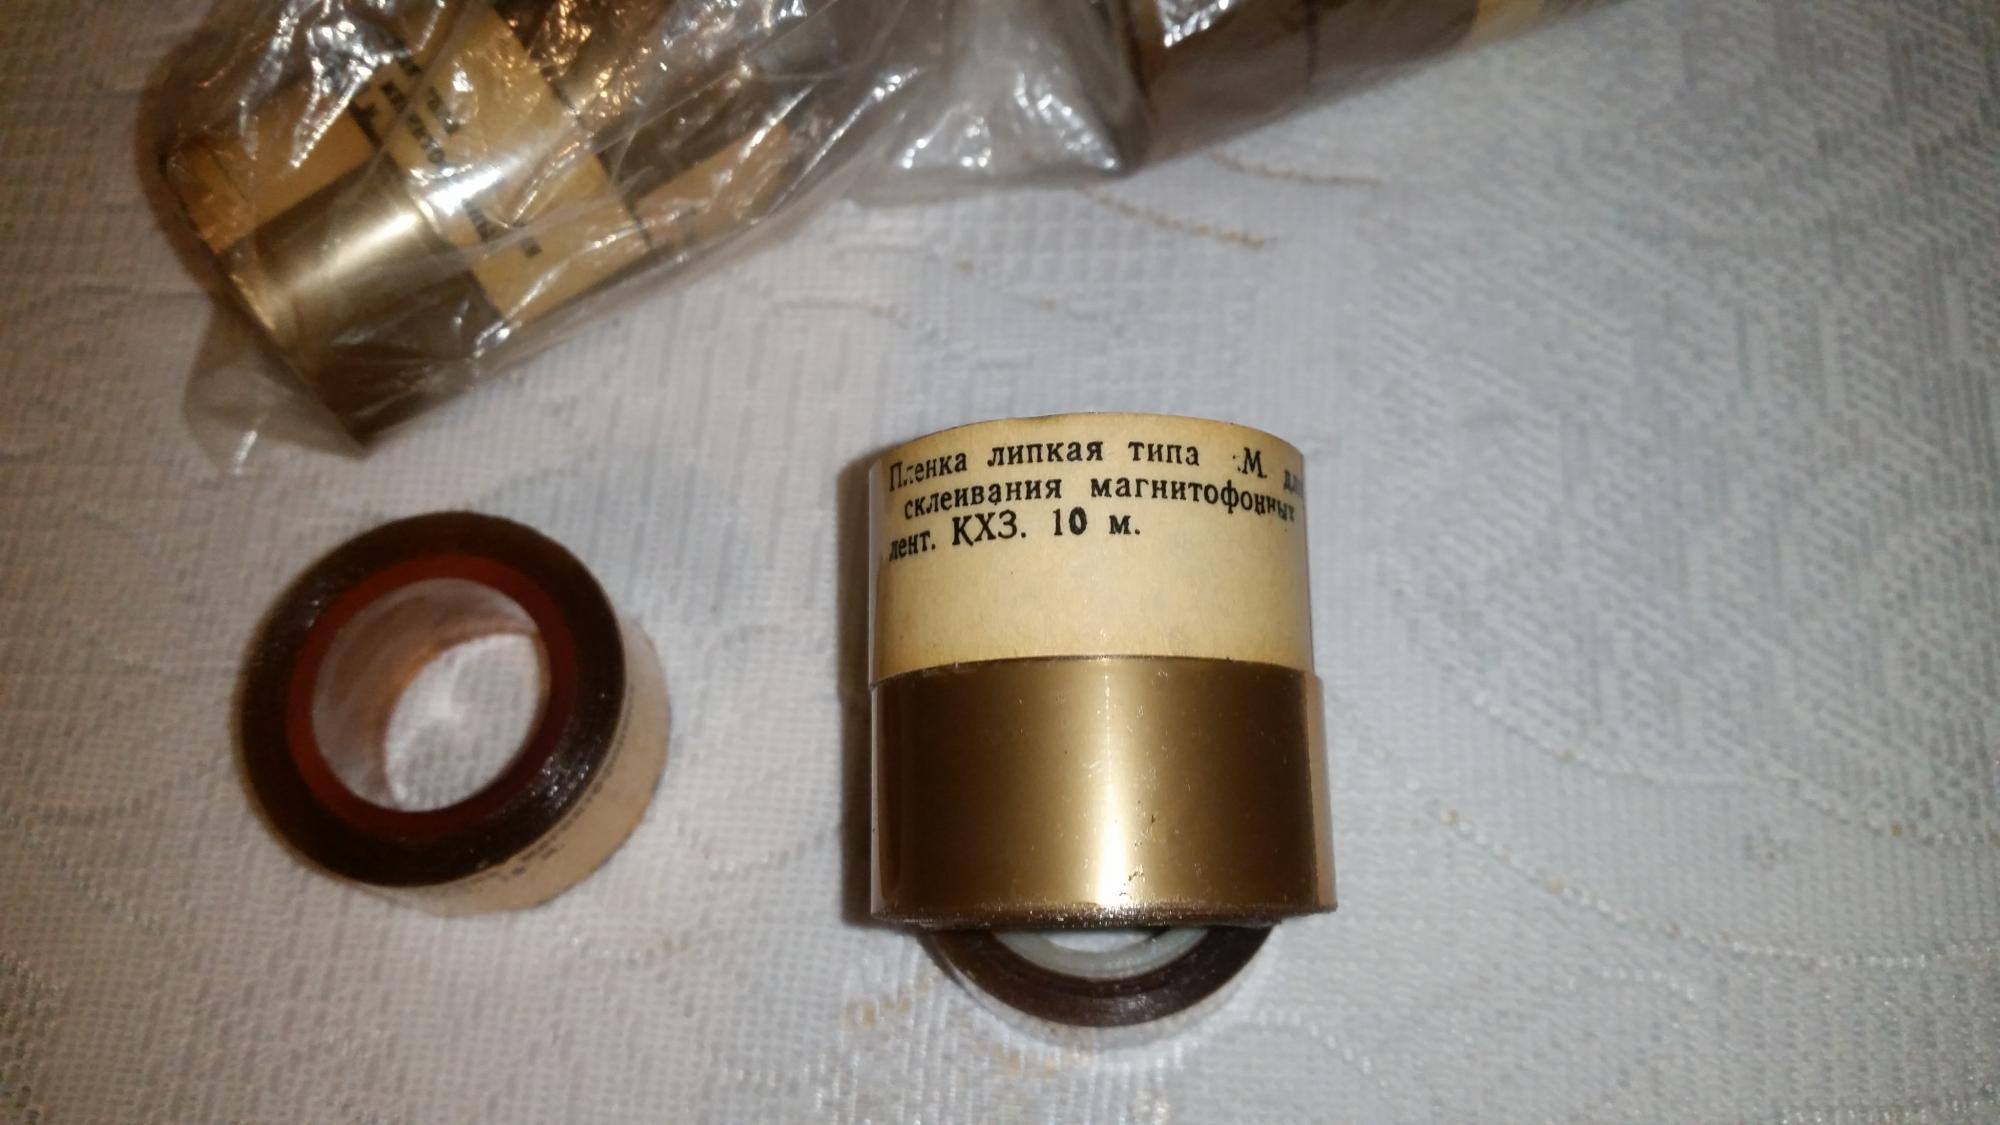 Пленка липкая типа М. для
склеивания магнитофонных
лент. КХЗ. 10 м.